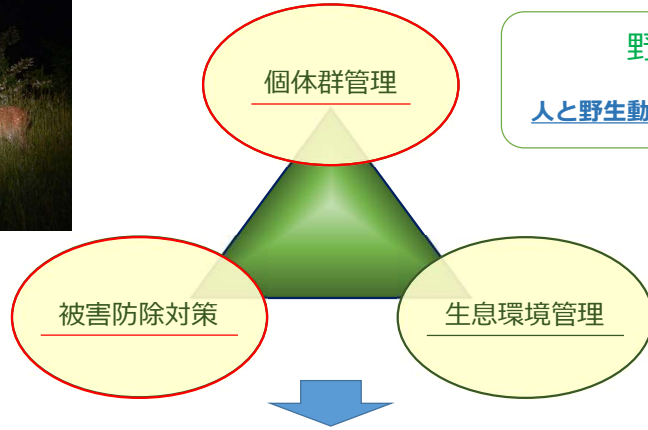 個体群管理
野
人と野生動
被害防除対策
生息環境管理